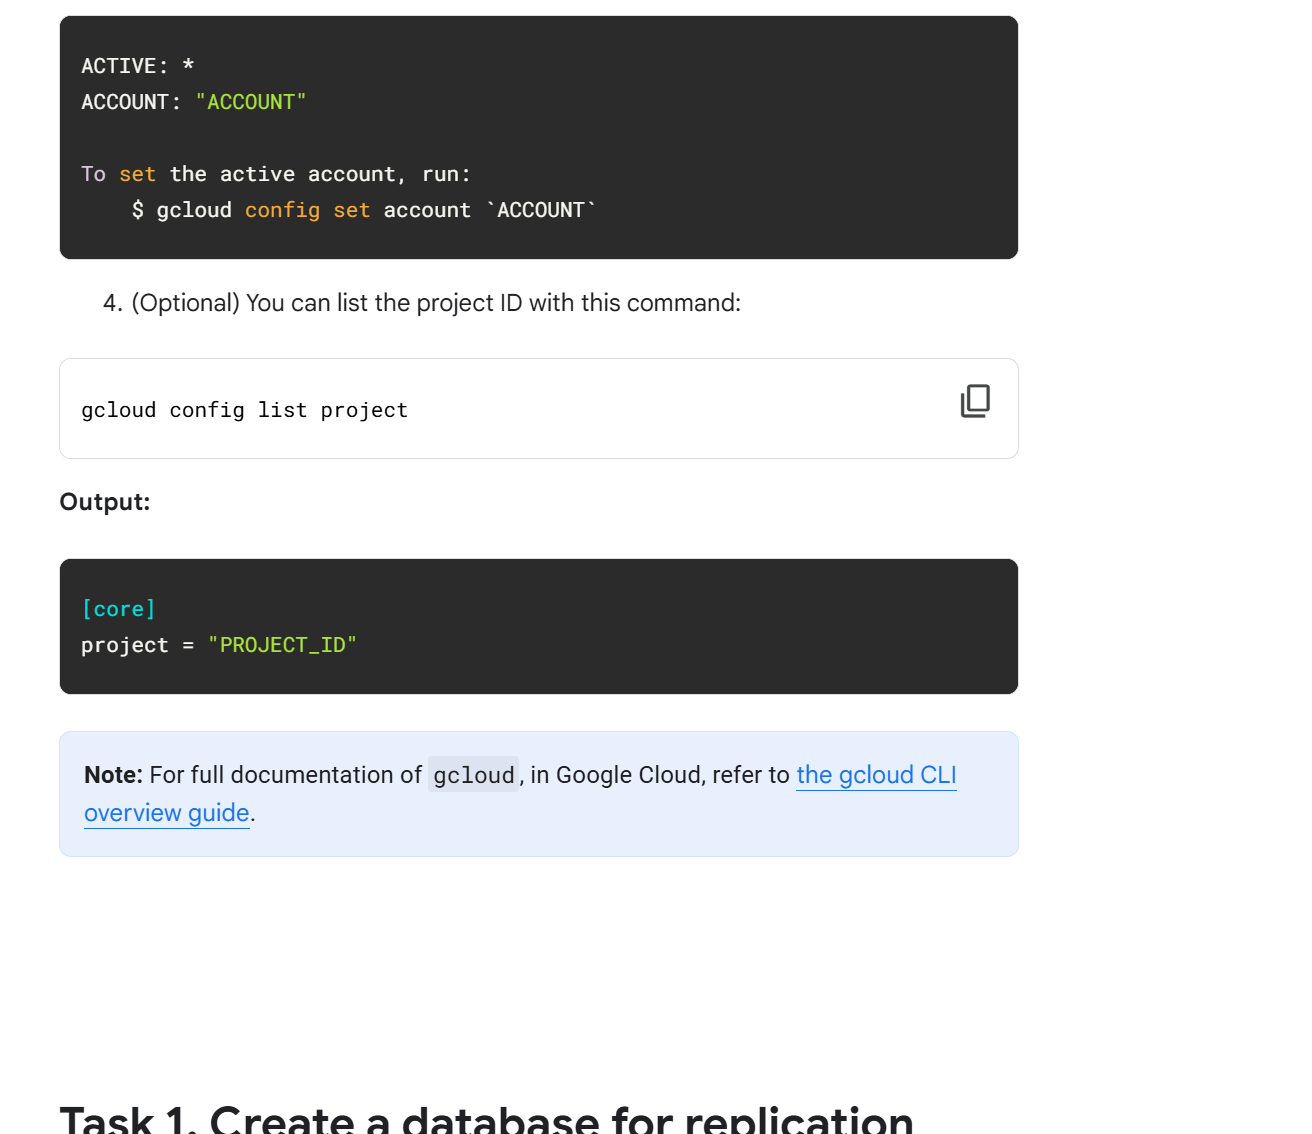 ACTIVE: *
ACCOUNT: "ACCOUNT"
To set the active account, run:
$ gcloud config set account `ACCOUNT`
4. (Optional) You can list the project ID with this command:
gcloud config list project
Output:
[core]
project = "PROJECT_ID"
Note: For full documentation of gcloud, in Google Cloud, refer to the gcloud CLI
overview guide.
Task 1. Create a database for replication